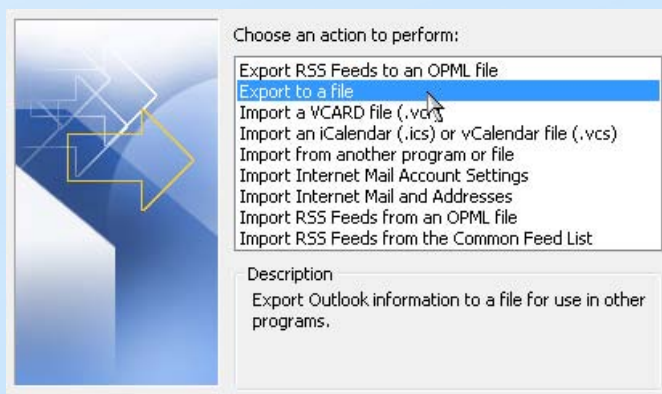 Choose an action to perform:
Export RSS Feeds to an OPML file
Export to a file
Import a VCARD file (.vcf)
Import an iCalendar (.ics) or vCalendar file (.vcs)
Import from another program or file
Import Internet Mail Account Settings
Import Internet Mail and Addresses
Import RSS Feeds from an OPML file
Import RSS Feeds from the Common Feed List
Description
Export Outlook information to a file for use in other
programs.